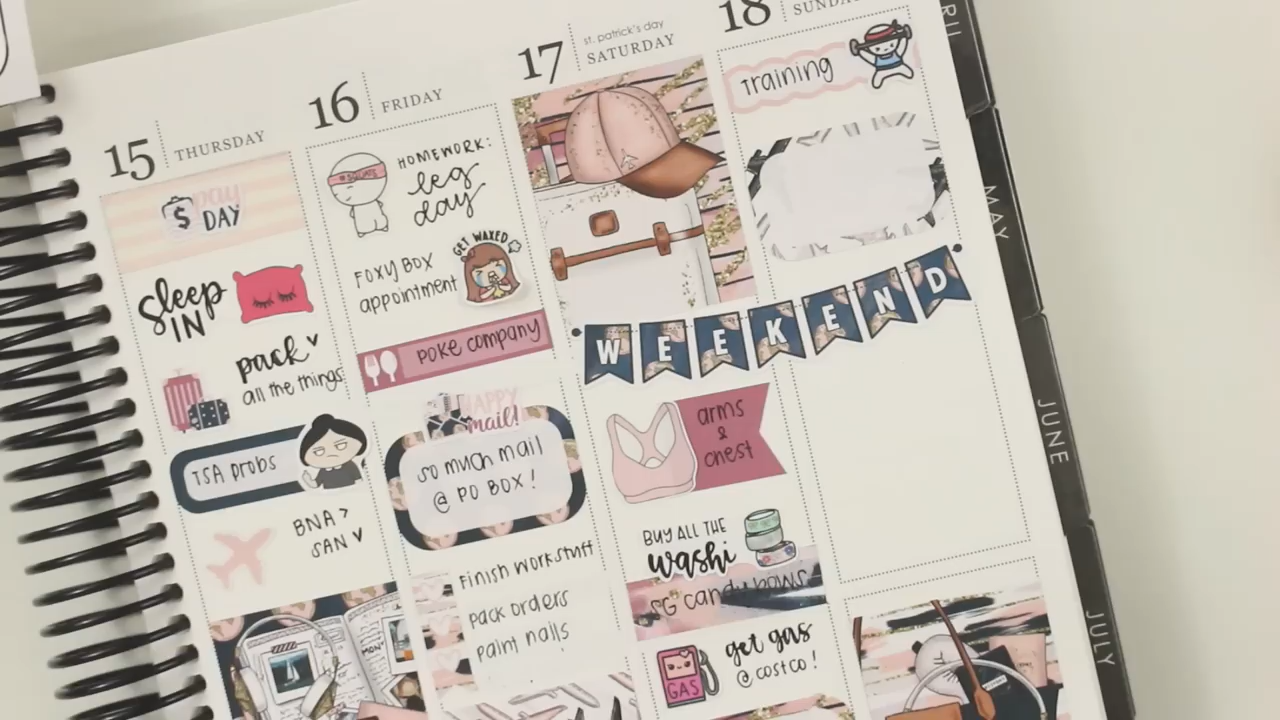 15
THURSDAY
pay
DAY
sleep
IN
pack
all the things
TSA probs
BNA >
SAN
16
FRIDAY
HOMEWORK:
leg
day
FOXY BOX
appointment
GET WAXED
POKE COMPANY
HAPPY
mail!
SO MUCH MAIL
@ PO BOX!
Finish work stuff
pack orders
paint nails
17
st. patrick's day
SATURDAY
WEEKEND
arms
&
chest
BUY ALL THE
washi
SG candy bows
get gas
@ costco!
GAS
18
SUNDAY
Training
MAY
JUNE
JULY